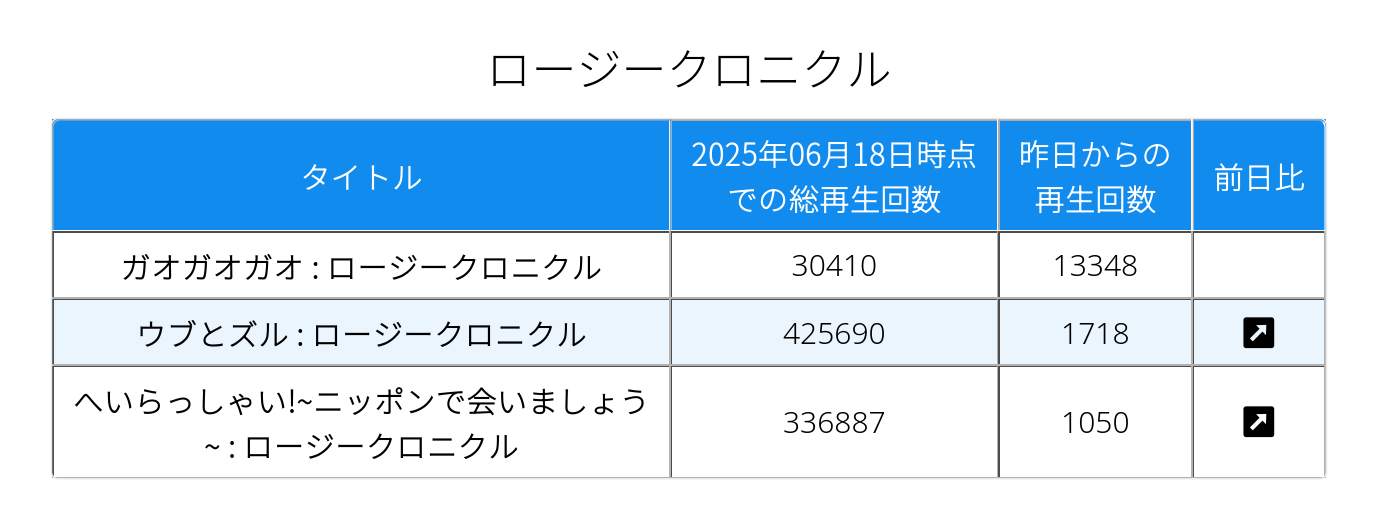 ロージークロニクル
タイトル
2025年06月18日時点
での総再生回数
昨日からの
再生回数
前日比
ガオガオガオ : ロージークロニクル
30410
13348
ウブとズル : ロージークロニクル
425690
1718
へいらっしゃい!~ニッポンで会いましょう
~ : ロージークロニクル
336887
1050